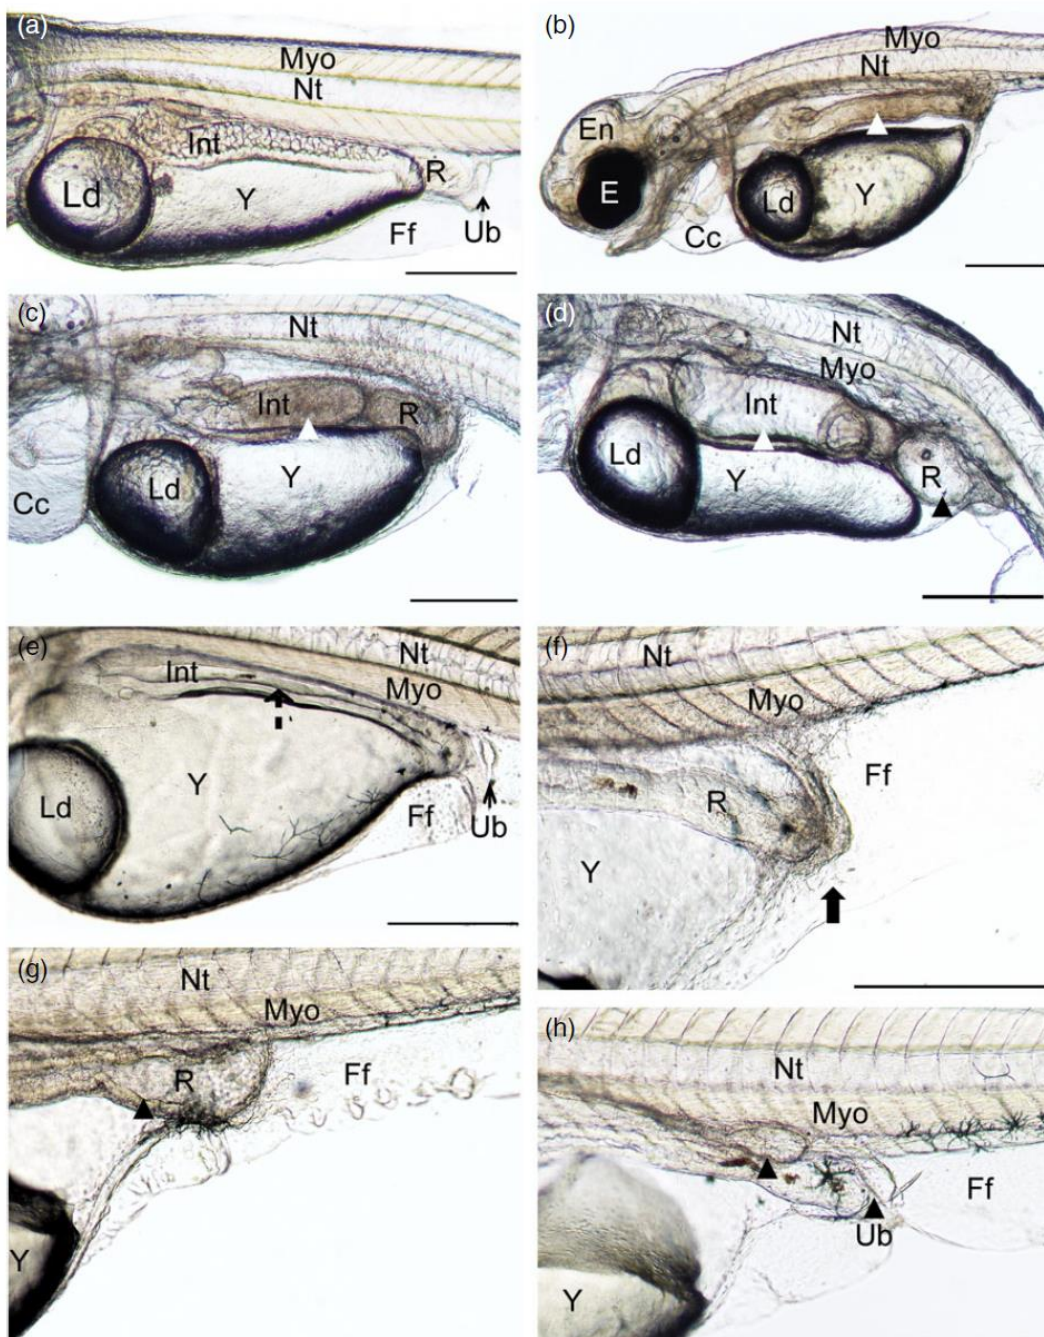 (a)
Myo
Nt
Int
Ld
Y
R
Ff
Ub
(b)
Myo
Nt
En
E
Ld
Y
Cc
(c)
Nt
Int
R
Ld
Y
Cc
(d)
Nt
Myo
Int
Ld
Y
R
(e)
Nt
Int
Myo
Y
Ld
Ff
Ub
(f)
Nt
Myo
Ff
R
Y
(g)
Nt
Myo
R
Ff
Y
(h)
Nt
Myo
Ff
Ub
Y